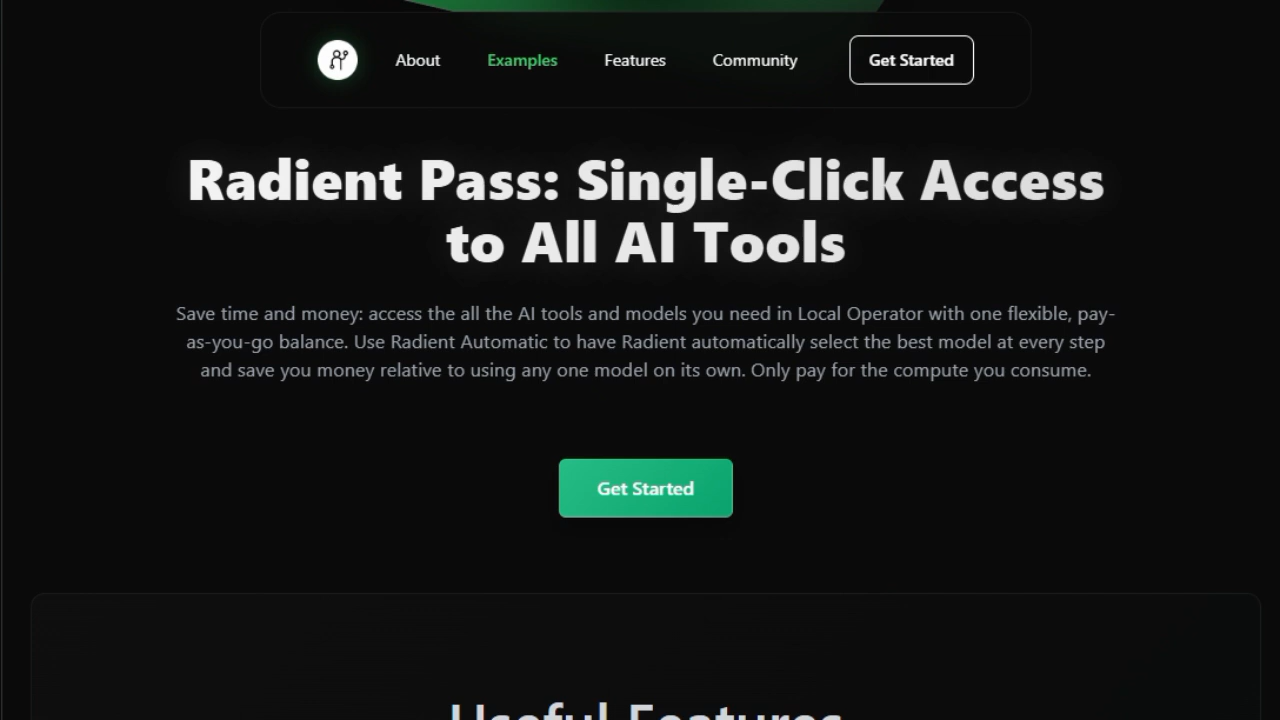 About Examples Features Community Get Started
Radient Pass: Single-Click Access
to All AI Tools
Save time and money: access the all the AI tools and models you need in Local Operator with one flexible, pay-
as-you-go balance. Use Radient Automatic to have Radient automatically select the best model at every step
and save you money relative to using any one model on its own. Only pay for the compute you consume.
Get Started
Useful Features